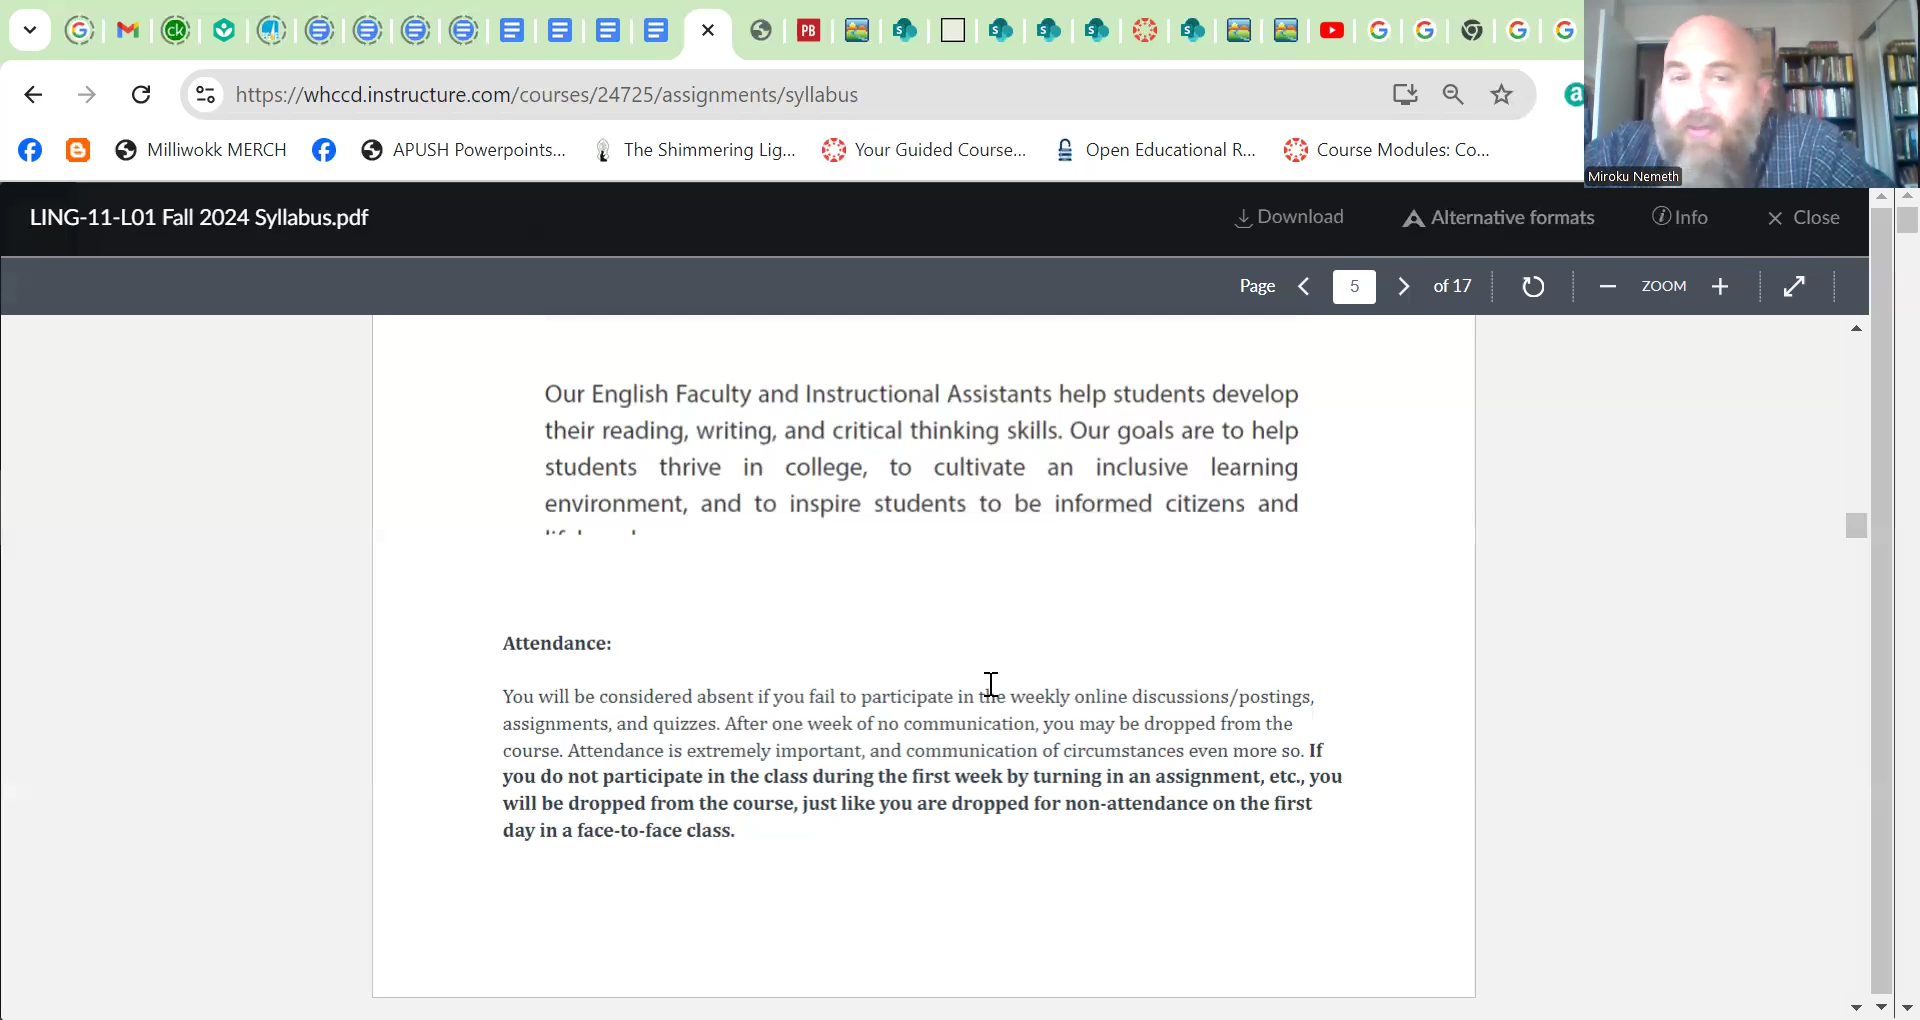 https://whccd.instructure.com/courses/24725/assignments/syllabus
Milliwokk MERCH
APUSH Powerpoints...
The Shimmering Lig...
Your Guided Course...
Open Educational R...
Course Modules: Co...
Miroku Nemeth
LING-11-L01 Fall 2024 Syllabus.pdf
Download
Alternative formats
Info
Close
Page
5
of 17
ZOOM
Our English Faculty and Instructional Assistants help students develop
their reading, writing, and critical thinking skills. Our goals are to help
students thrive in college, to cultivate an inclusive learning
environment, and to inspire students to be informed citizens and
Attendance:
You will be considered absent if you fail to participate in the weekly online discussions/postings,
assignments, and quizzes. After one week of no communication, you may be dropped from the
course. Attendance is extremely important, and communication of circumstances even more so. If
you do not participate in the class during the first week by turning in an assignment, etc., you
will be dropped from the course, just like you are dropped for non-attendance on the first
day in a face-to-face class.